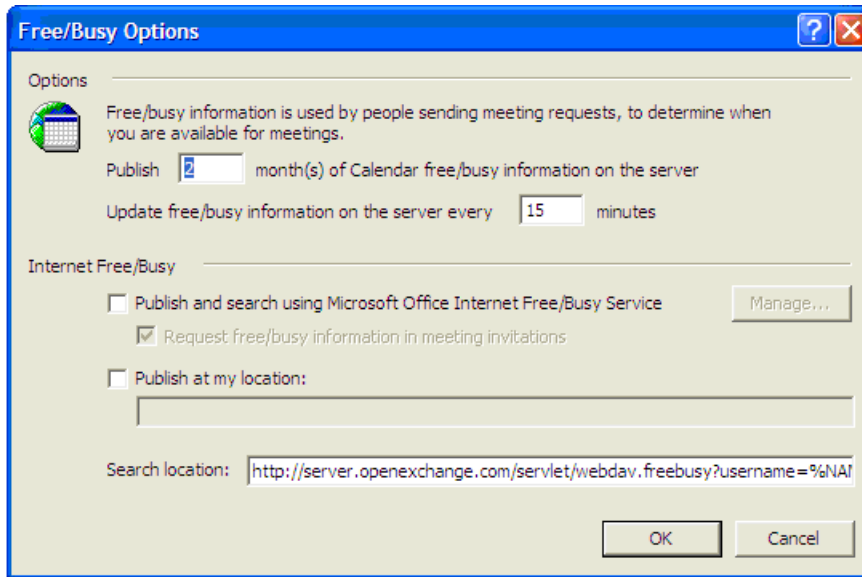 Free/Busy Options
Options
Free/busy information is used by people sending meeting requests, to determine when
you are available for meetings.
Publish 2 month(s) of Calendar free/busy information on the server
Update free/busy information on the server every 15 minutes
Internet Free/Busy
Publish and search using Microsoft Office Internet Free/Busy Service Manage...
Request free/busy information in meeting invitations
Publish at my location:
Search location: http://server.openexchange.com/servlet/webdav.freebusy?username=%NAM
OK Cancel